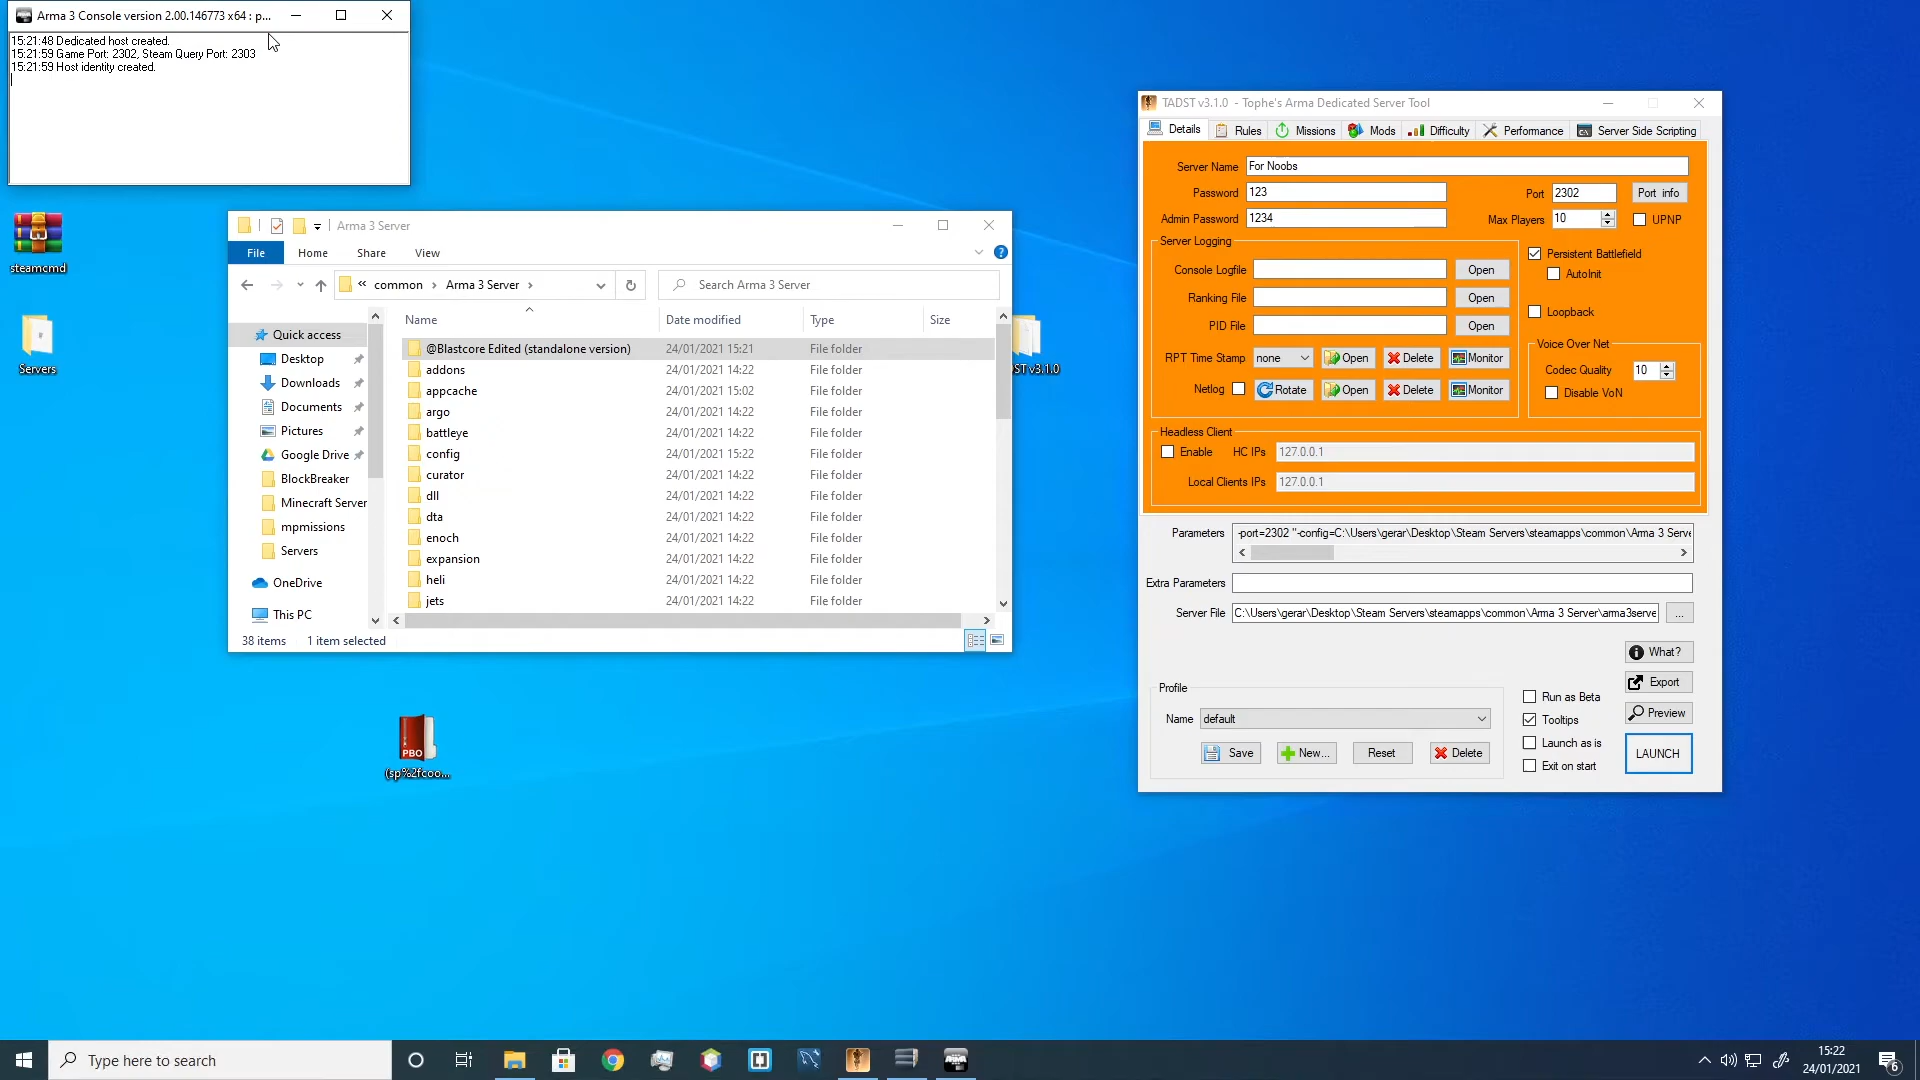 Arma 3 Console version 2.00.146773 x64 : p...
15:21:48 Dedicated host created.
15:21:59 Game Port: 2302, Steam Query Port: 2303
15:21:59 Host identity created.
steamcmd
Servers
Arma 3 Server
File Home Share View
« common › Arma 3 Server ›
Search Arma 3 Server
Name Date modified Type Size
Quick access
Desktop
Downloads
Documents
Pictures
Google Drive
BlockBreaker
Minecraft Server
mpmissions
Servers
OneDrive
This PC
@Blastcore Edited (standalone version) 24/01/2021 15:21 File folder
addons 24/01/2021 14:22 File folder
appcache 24/01/2021 15:02 File folder
argo 24/01/2021 14:22 File folder
battleye 24/01/2021 14:22 File folder
config 24/01/2021 15:22 File folder
curator 24/01/2021 14:22 File folder
dll 24/01/2021 14:22 File folder
dta 24/01/2021 14:22 File folder
enoch 24/01/2021 14:22 File folder
expansion 24/01/2021 14:22 File folder
heli 24/01/2021 14:22 File folder
jets 24/01/2021 14:22 File folder
38 items 1 item selected
PBO
(sp%2fcoo...
DST v3.1.0
TADST v3.1.0 - Tophe's Arma Dedicated Server Tool
Details Rules Missions Mods Difficulty Performance Server Side Scripting
Server Name For Noobs
Password 123 Port 2302 Port info
Admin Password 1234 Max Players 10 UPNP
Server Logging
Console Logfile Open
Ranking File Open
PID File Open
RPT Time Stamp none Open Delete Monitor
Netlog Rotate Open Delete Monitor
Persistent Battlefield
AutoInit
Loopback
Voice Over Net
Codec Quality 10
Disable VoN
Headless Client
Enable HC IPs 127.0.0.1
Local Clients IPs 127.0.0.1
Parameters -port=2302 "-config=C:\Users\gerar\Desktop\Steam Servers\steamapps\common\Arma 3 Serve
Extra Parameters
Server File C:\Users\gerar\Desktop\Steam Servers\steamapps\common\Arma 3 Server\arma3serve ...
What?
Export
Preview
LAUNCH
Run as Beta
Tooltips
Launch as is
Exit on start
Profile
Name default
Save New... Reset Delete
Type here to search
ARMA
15:22
24/01/2021
6